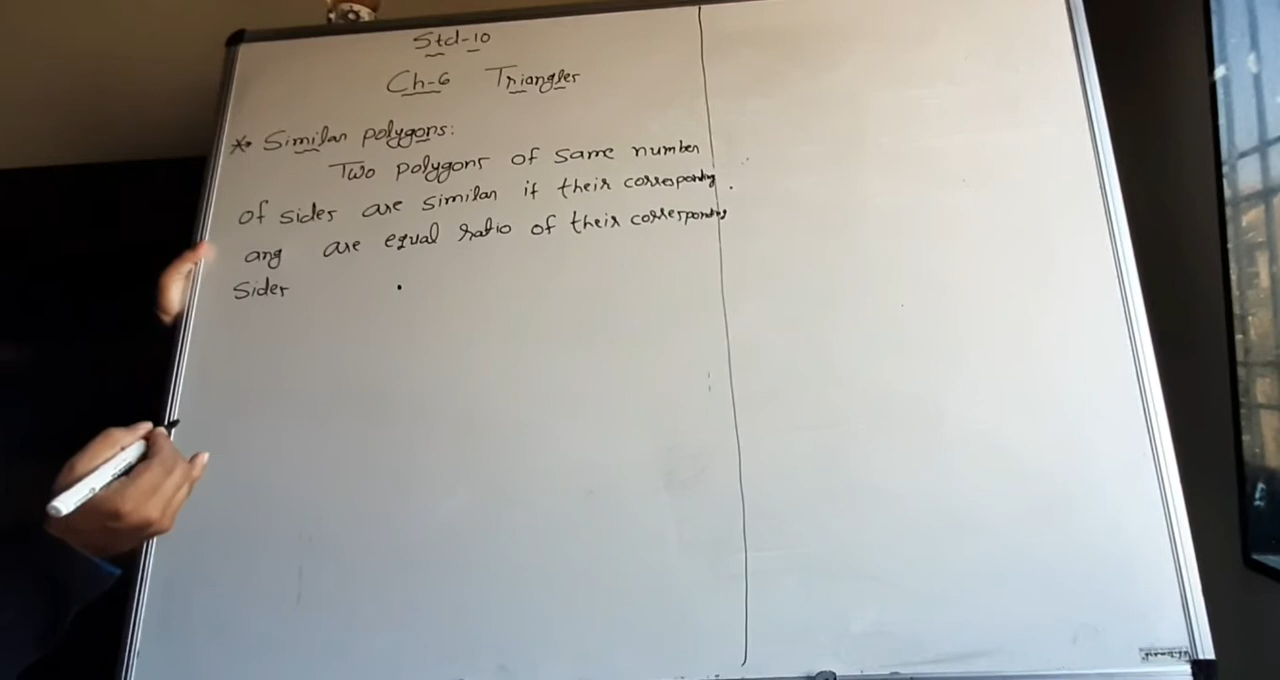 Std-10
Ch-6 Triangles
* Similar polygons:
Two polygons of same number
of sides are similar if their corresponding.
ang are equal ratio of their corresponding
Sides .